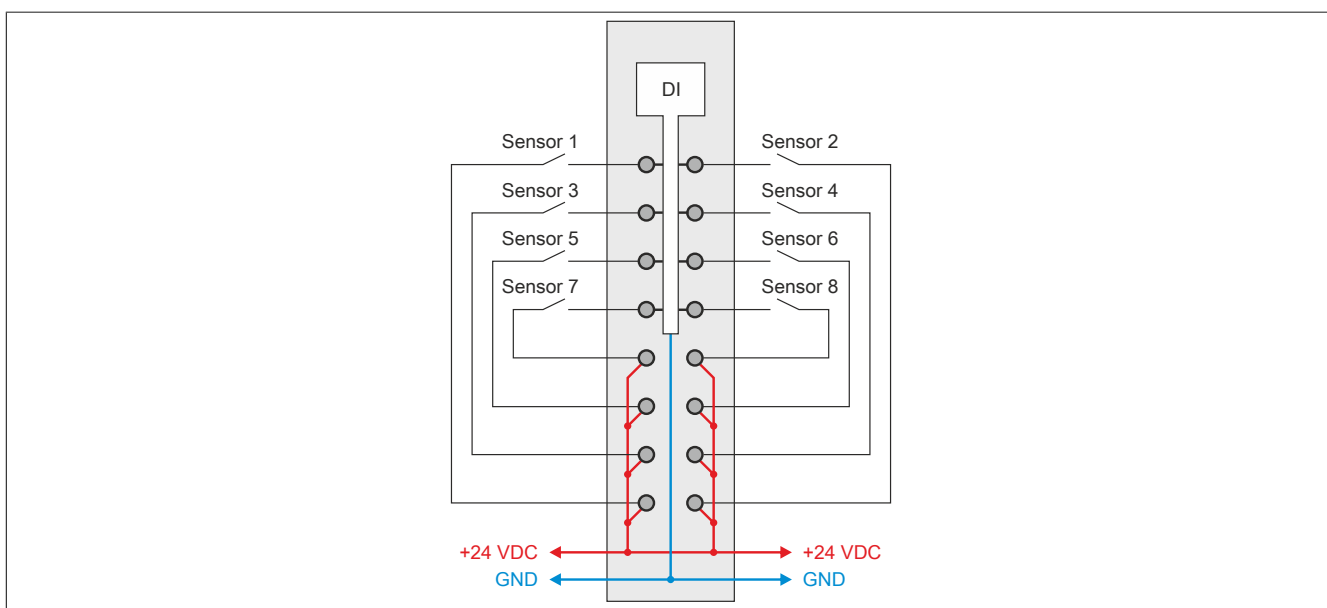 DI
Sensor 1
Sensor 2
Sensor 3
Sensor 4
Sensor 5
Sensor 6
Sensor 7
Sensor 8
+24 VDC
+24 VDC
GND
GND